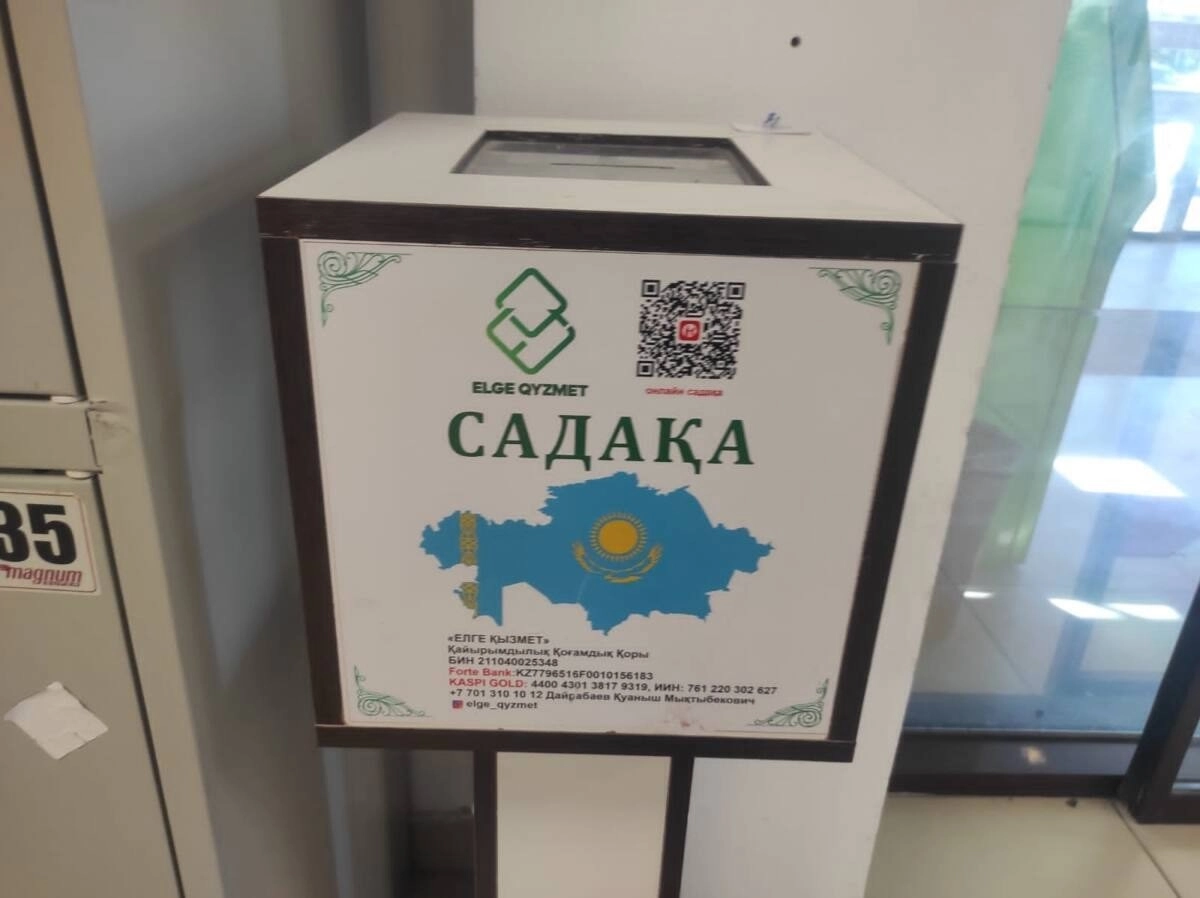 ELGE QYZMET
онлайн садақа
САДАҚА
«ЕЛГЕ ҚЫЗМЕТ»
Қайырымдылық Қоғамдық Қоры
БИН 211040025348
Forte Bank:KZ7796516F0010156183
KASPI GOLD: 4400 4301 3817 9319, ИИН: 761 220 302 627
+7 701 310 10 12 Дайрабаев Қуаныш Мықтыбекович
elge_qyzmet
35
magnum